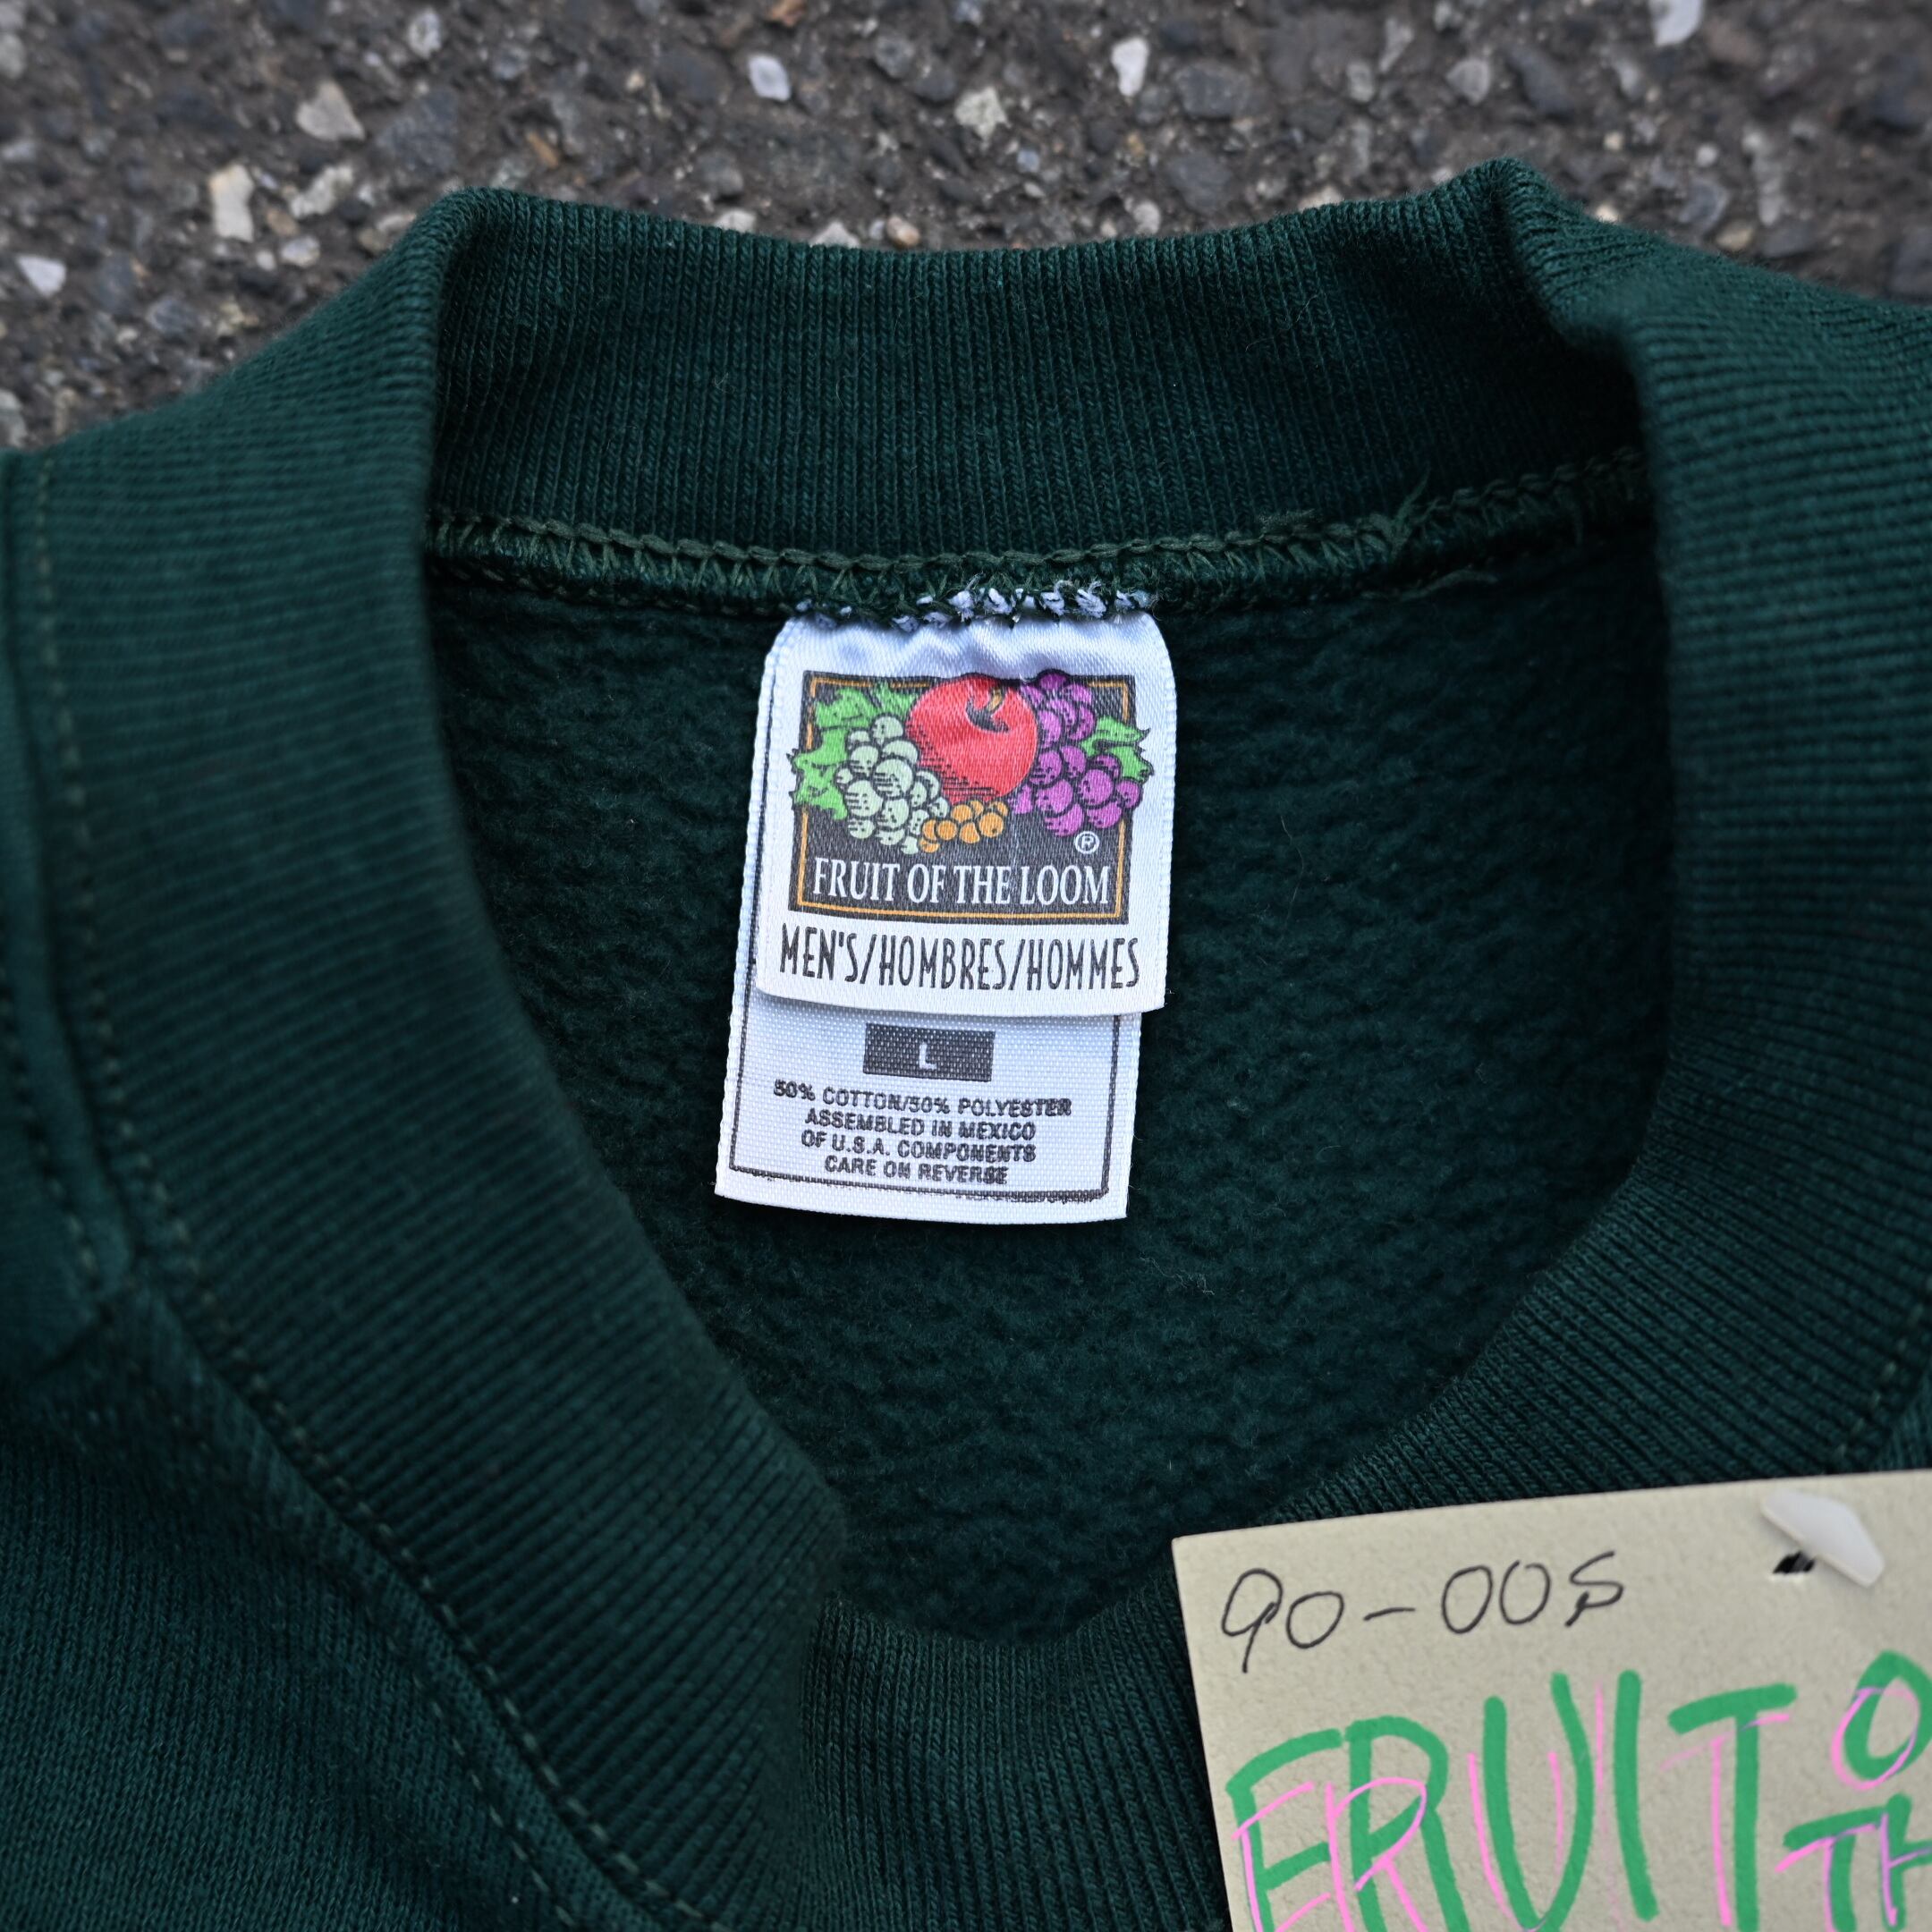 ®
FRUIT OF THE LOOM
MEN'S/HOMBRES/HOMMES
L
50% COTTON/50% POLYESTER
ASSEMBLED IN MEXICO
OF U.S.A. COMPONENTS
CARE ON REVERSE
90-00s
FRUIT O
TH